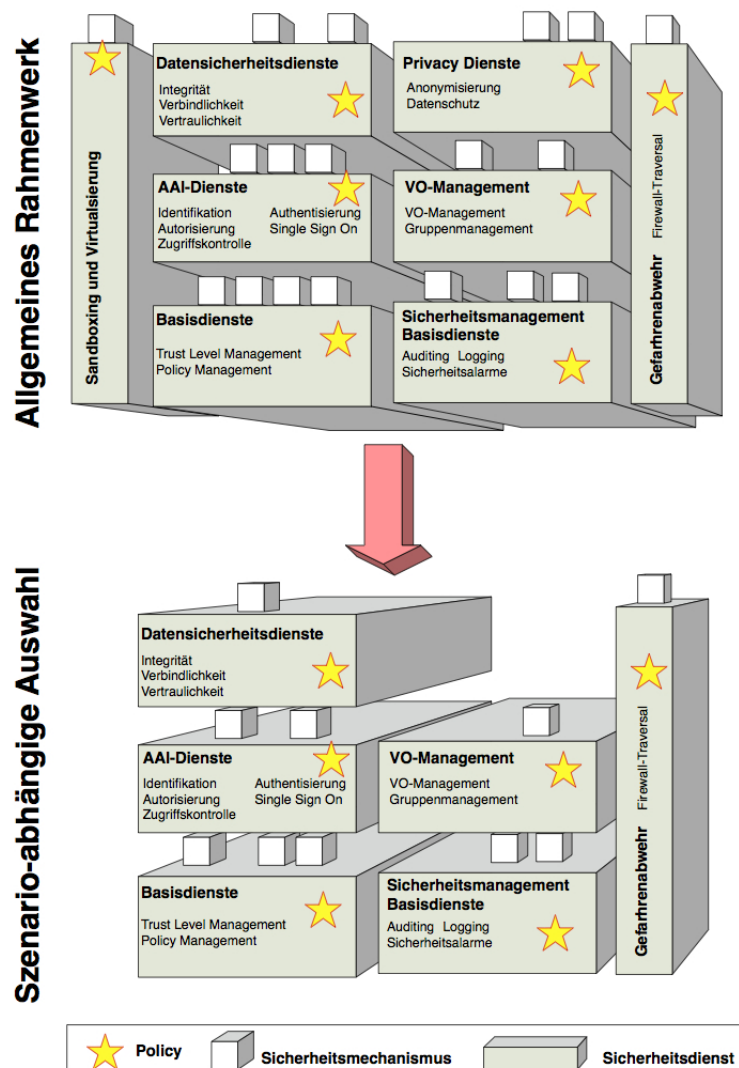 Allgemeines Rahmenwerk
Sandboxing und Virtualsierung
Datensicherheitsdienste
Integrität
Verbindlichkeit
Vertraulichkeit
Privacy Dienste
Anonymisierung
Datenschutz
AAI-Dienste
Identifikation Authentisierung
Autorisierung Single Sign On
Zugriffskontrolle
VO-Management
VO-Management
Gruppenmanagement
Basisdienste
Trust Level Management
Policy Management
Sicherheitsmanagement
Basisdienste
Auditing Logging
Sicherheitsalarme
Gefarhrenabwehr Firewall-Traversal
Szenario-abhängige Auswahl
Datensicherheitsdienste
Integrität
Verbindlichkeit
Vertraulichkeit
AAI-Dienste
Identifikation Authentisierung
Autorisierung Single Sign On
Zugriffskontrolle
VO-Management
VO-Management
Gruppenmanagement
Basisdienste
Trust Level Management
Policy Management
Sicherheitsmanagement
Basisdienste
Auditing Logging
Sicherheitsalarme
Gefarhrenabwehr Firewall-Traversal
Policy Sicherheitsmechanismus Sicherheitsdienst